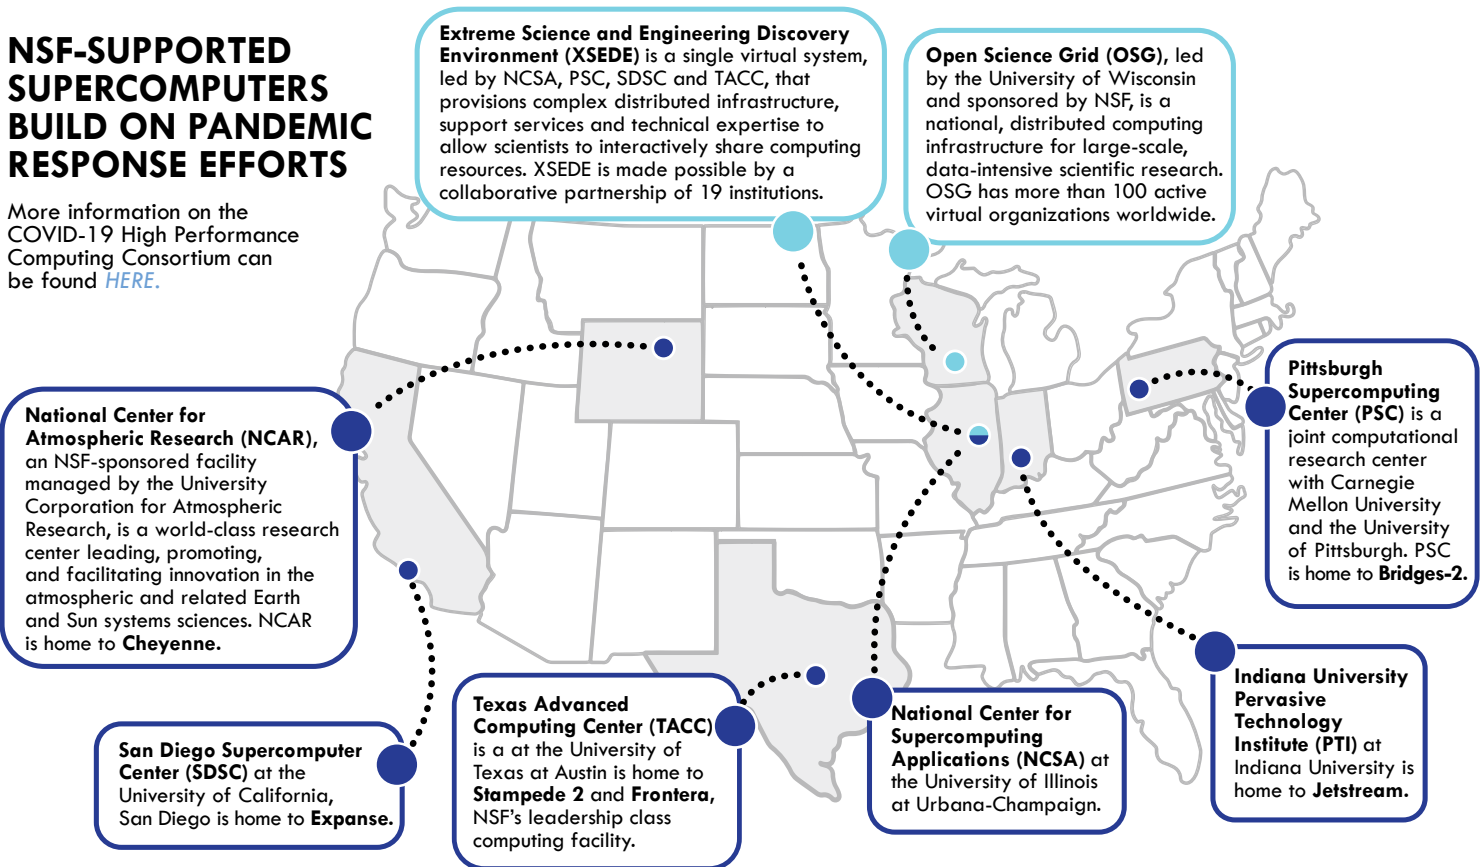 NSF-SUPPORTED
SUPERCOMPUTERS
BUILD ON PANDEMIC
RESPONSE EFFORTS
More information on the
COVID-19 High Performance
Computing Consortium can
be found HERE.
Extreme Science and Engineering Discovery
Environment (XSEDE) is a single virtual system,
led by NCSA, PSC, SDSC and TACC, that
provisions complex distributed infrastructure,
support services and technical expertise to
allow scientists to interactively share computing
resources. XSEDE is made possible by a
collaborative partnership of 19 institutions.
Open Science Grid (OSG), led
by the University of Wisconsin
and sponsored by NSF, is a
national, distributed computing
infrastructure for large-scale,
data-intensive scientific research.
OSG has more than 100 active
virtual organizations worldwide.
National Center for
Atmospheric Research (NCAR),
an NSF-sponsored facility
managed by the University
Corporation for Atmospheric
Research, is a world-class research
center leading, promoting,
and facilitating innovation in the
atmospheric and related Earth
and Sun systems sciences. NCAR
is home to Cheyenne.
Pittsburgh
Supercomputing
Center (PSC) is a
joint computational
research center
with Carnegie
Mellon University
and the University
of Pittsburgh. PSC
is home to Bridges-2.
San Diego Supercomputer
Center (SDSC) at the
University of California,
San Diego is home to Expanse.
Texas Advanced
Computing Center (TACC)
is a at the University of
Texas at Austin is home to
Stampede 2 and Frontera,
NSF's leadership class
computing facility.
National Center for
Supercomputing
Applications (NCSA) at
the University of Illinois
at Urbana-Champaign.
Indiana University
Pervasive
Technology
Institute (PTI) at
Indiana University is
home to Jetstream.